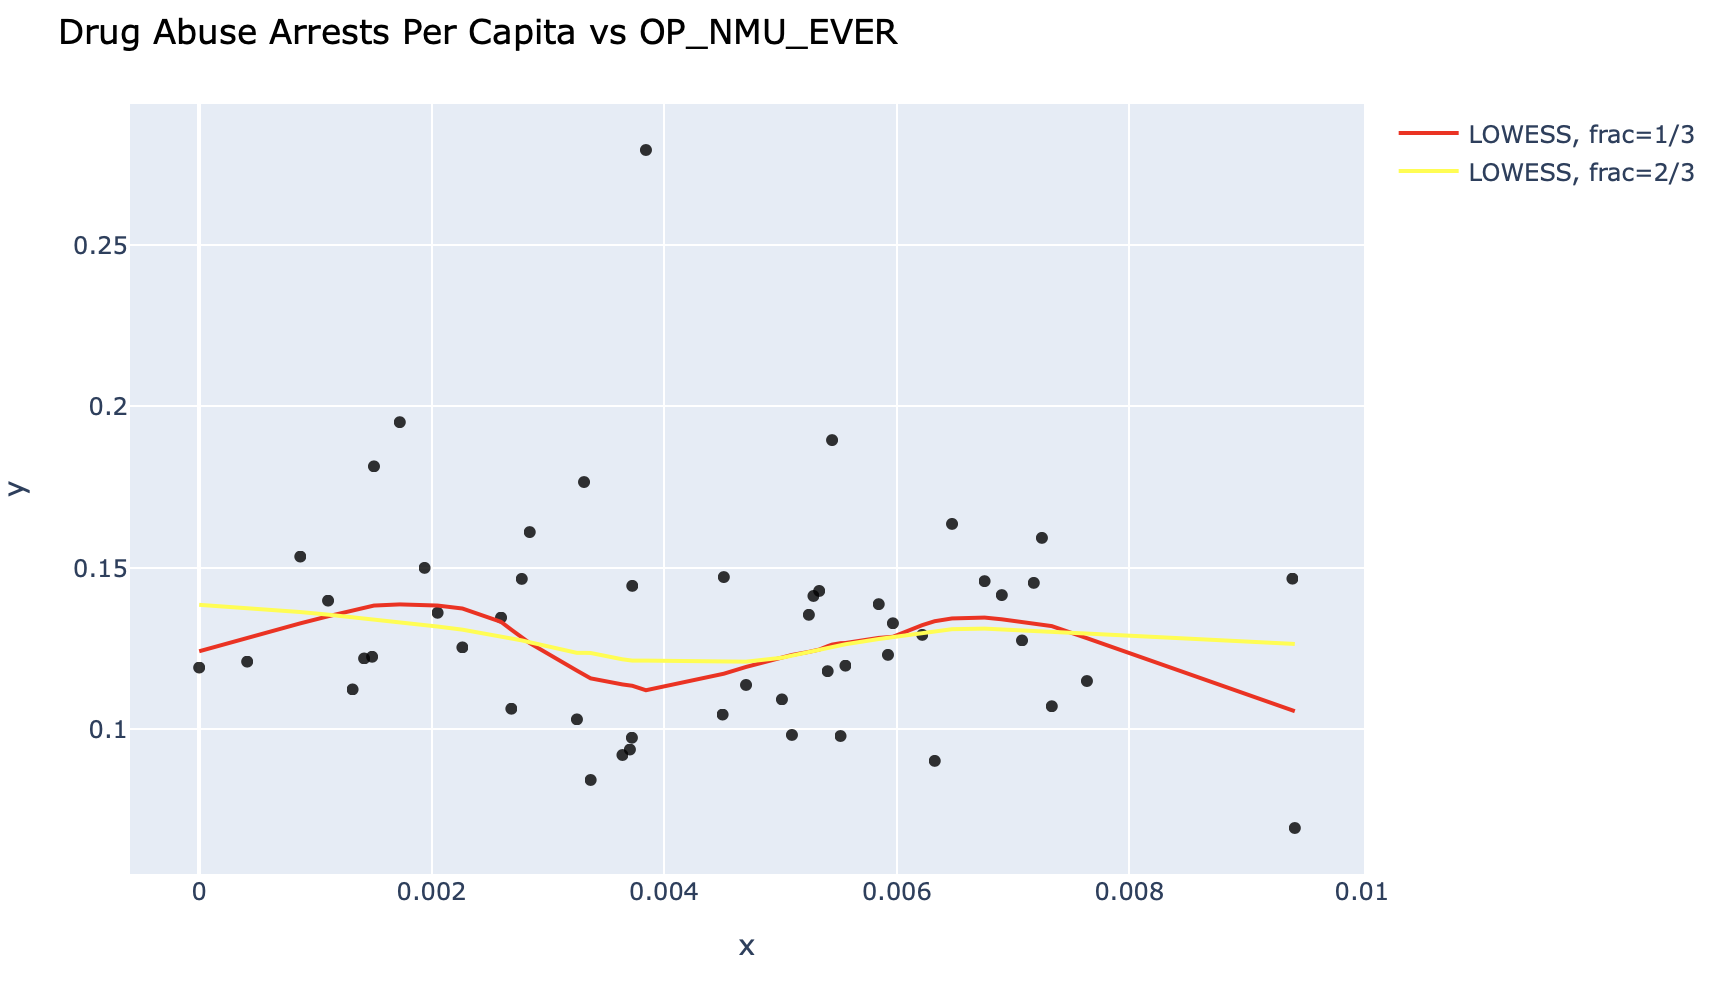 Drug Abuse Arrests Per Capita vs OP_NMU_EVER
LOWESS, frac=1/3
LOWESS, frac=2/3
0.25
0.2
0.15
0.1
y
0
0.002
0.004
0.006
0.008
0.01
x